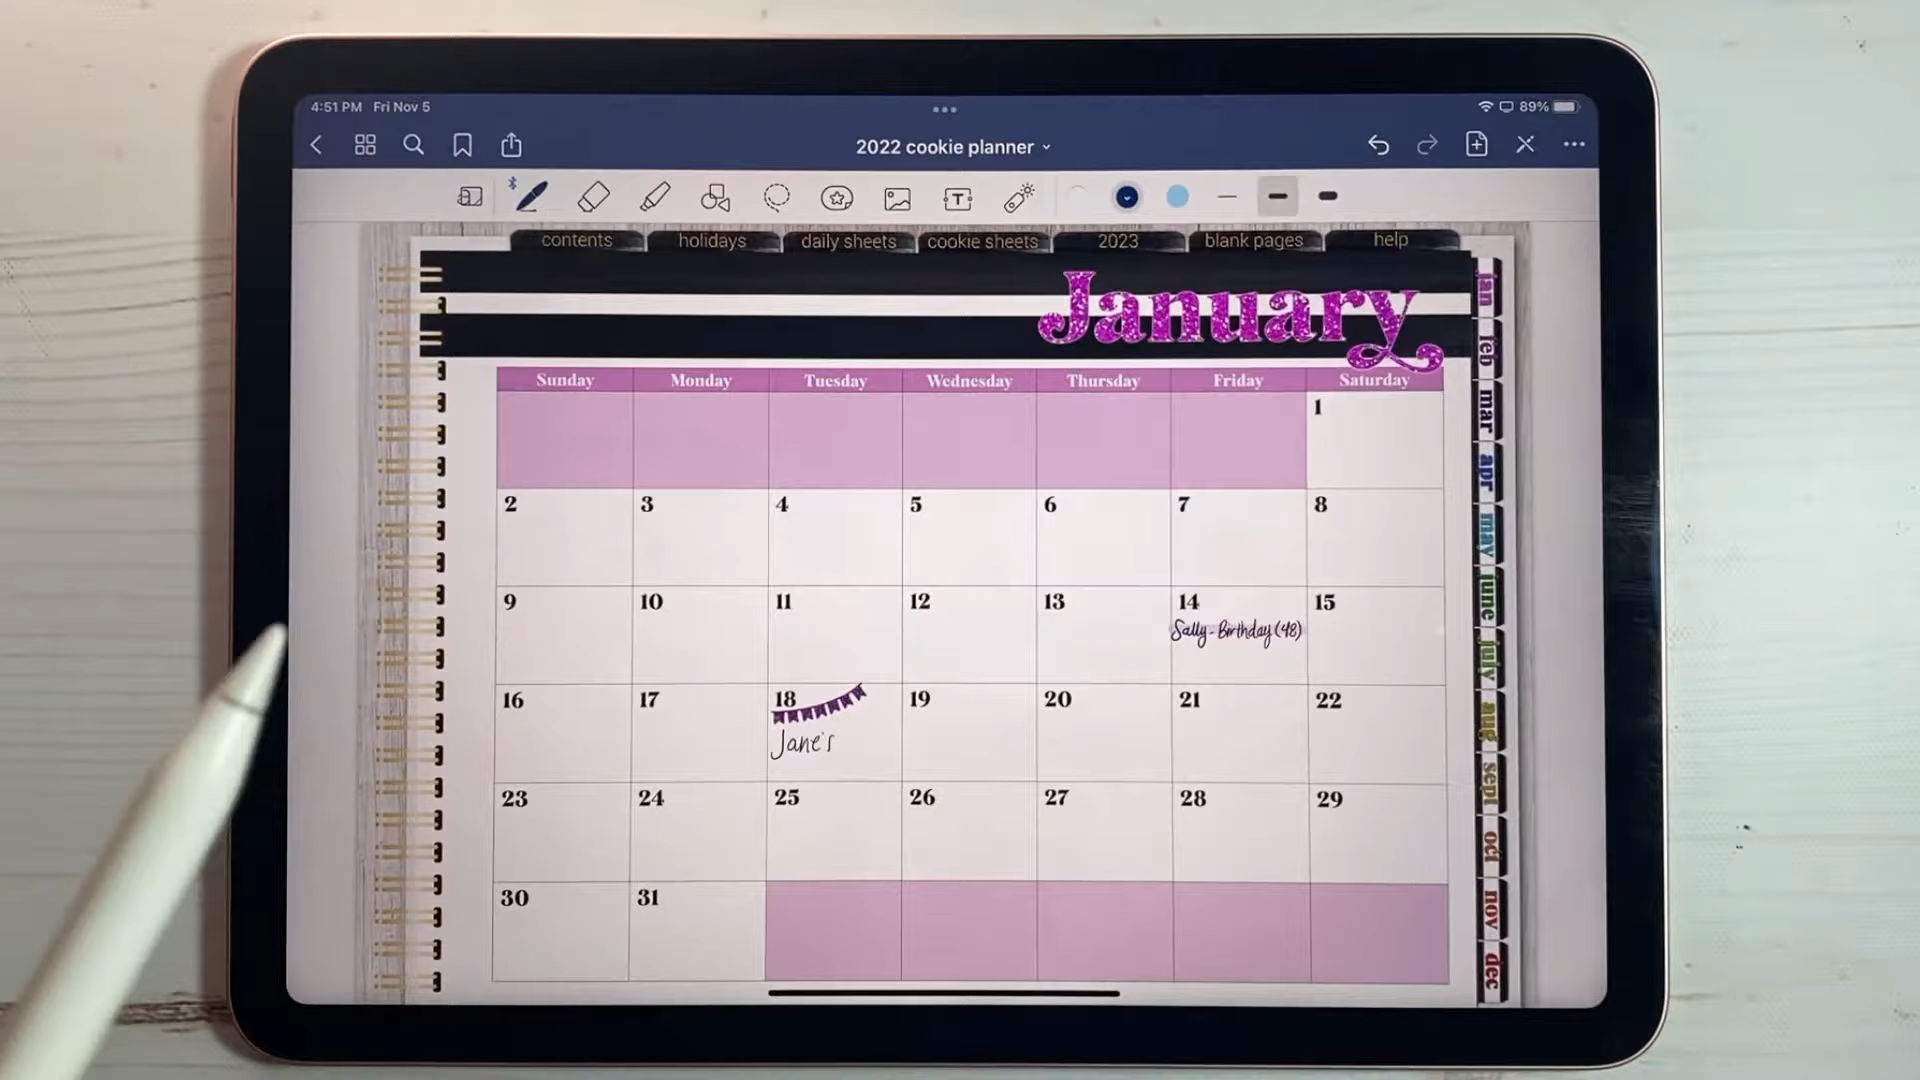 4:51 PM Fri Nov 5
89%
2022 cookie planner
T
contents holidays daily sheets cookie sheets 2023 blank pages help
January
Sunday Monday Tuesday Wednesday Thursday Friday Saturday
1
2 3 4 5 6 7 8
9 10 11 12 13 14 15
Sally - Birthday (48)
16 17 18 19 20 21 22
Jane's
23 24 25 26 27 28 29
30 31
jan
feb
mar
apr
may
june
july
aug
sept
oct
nov
dec